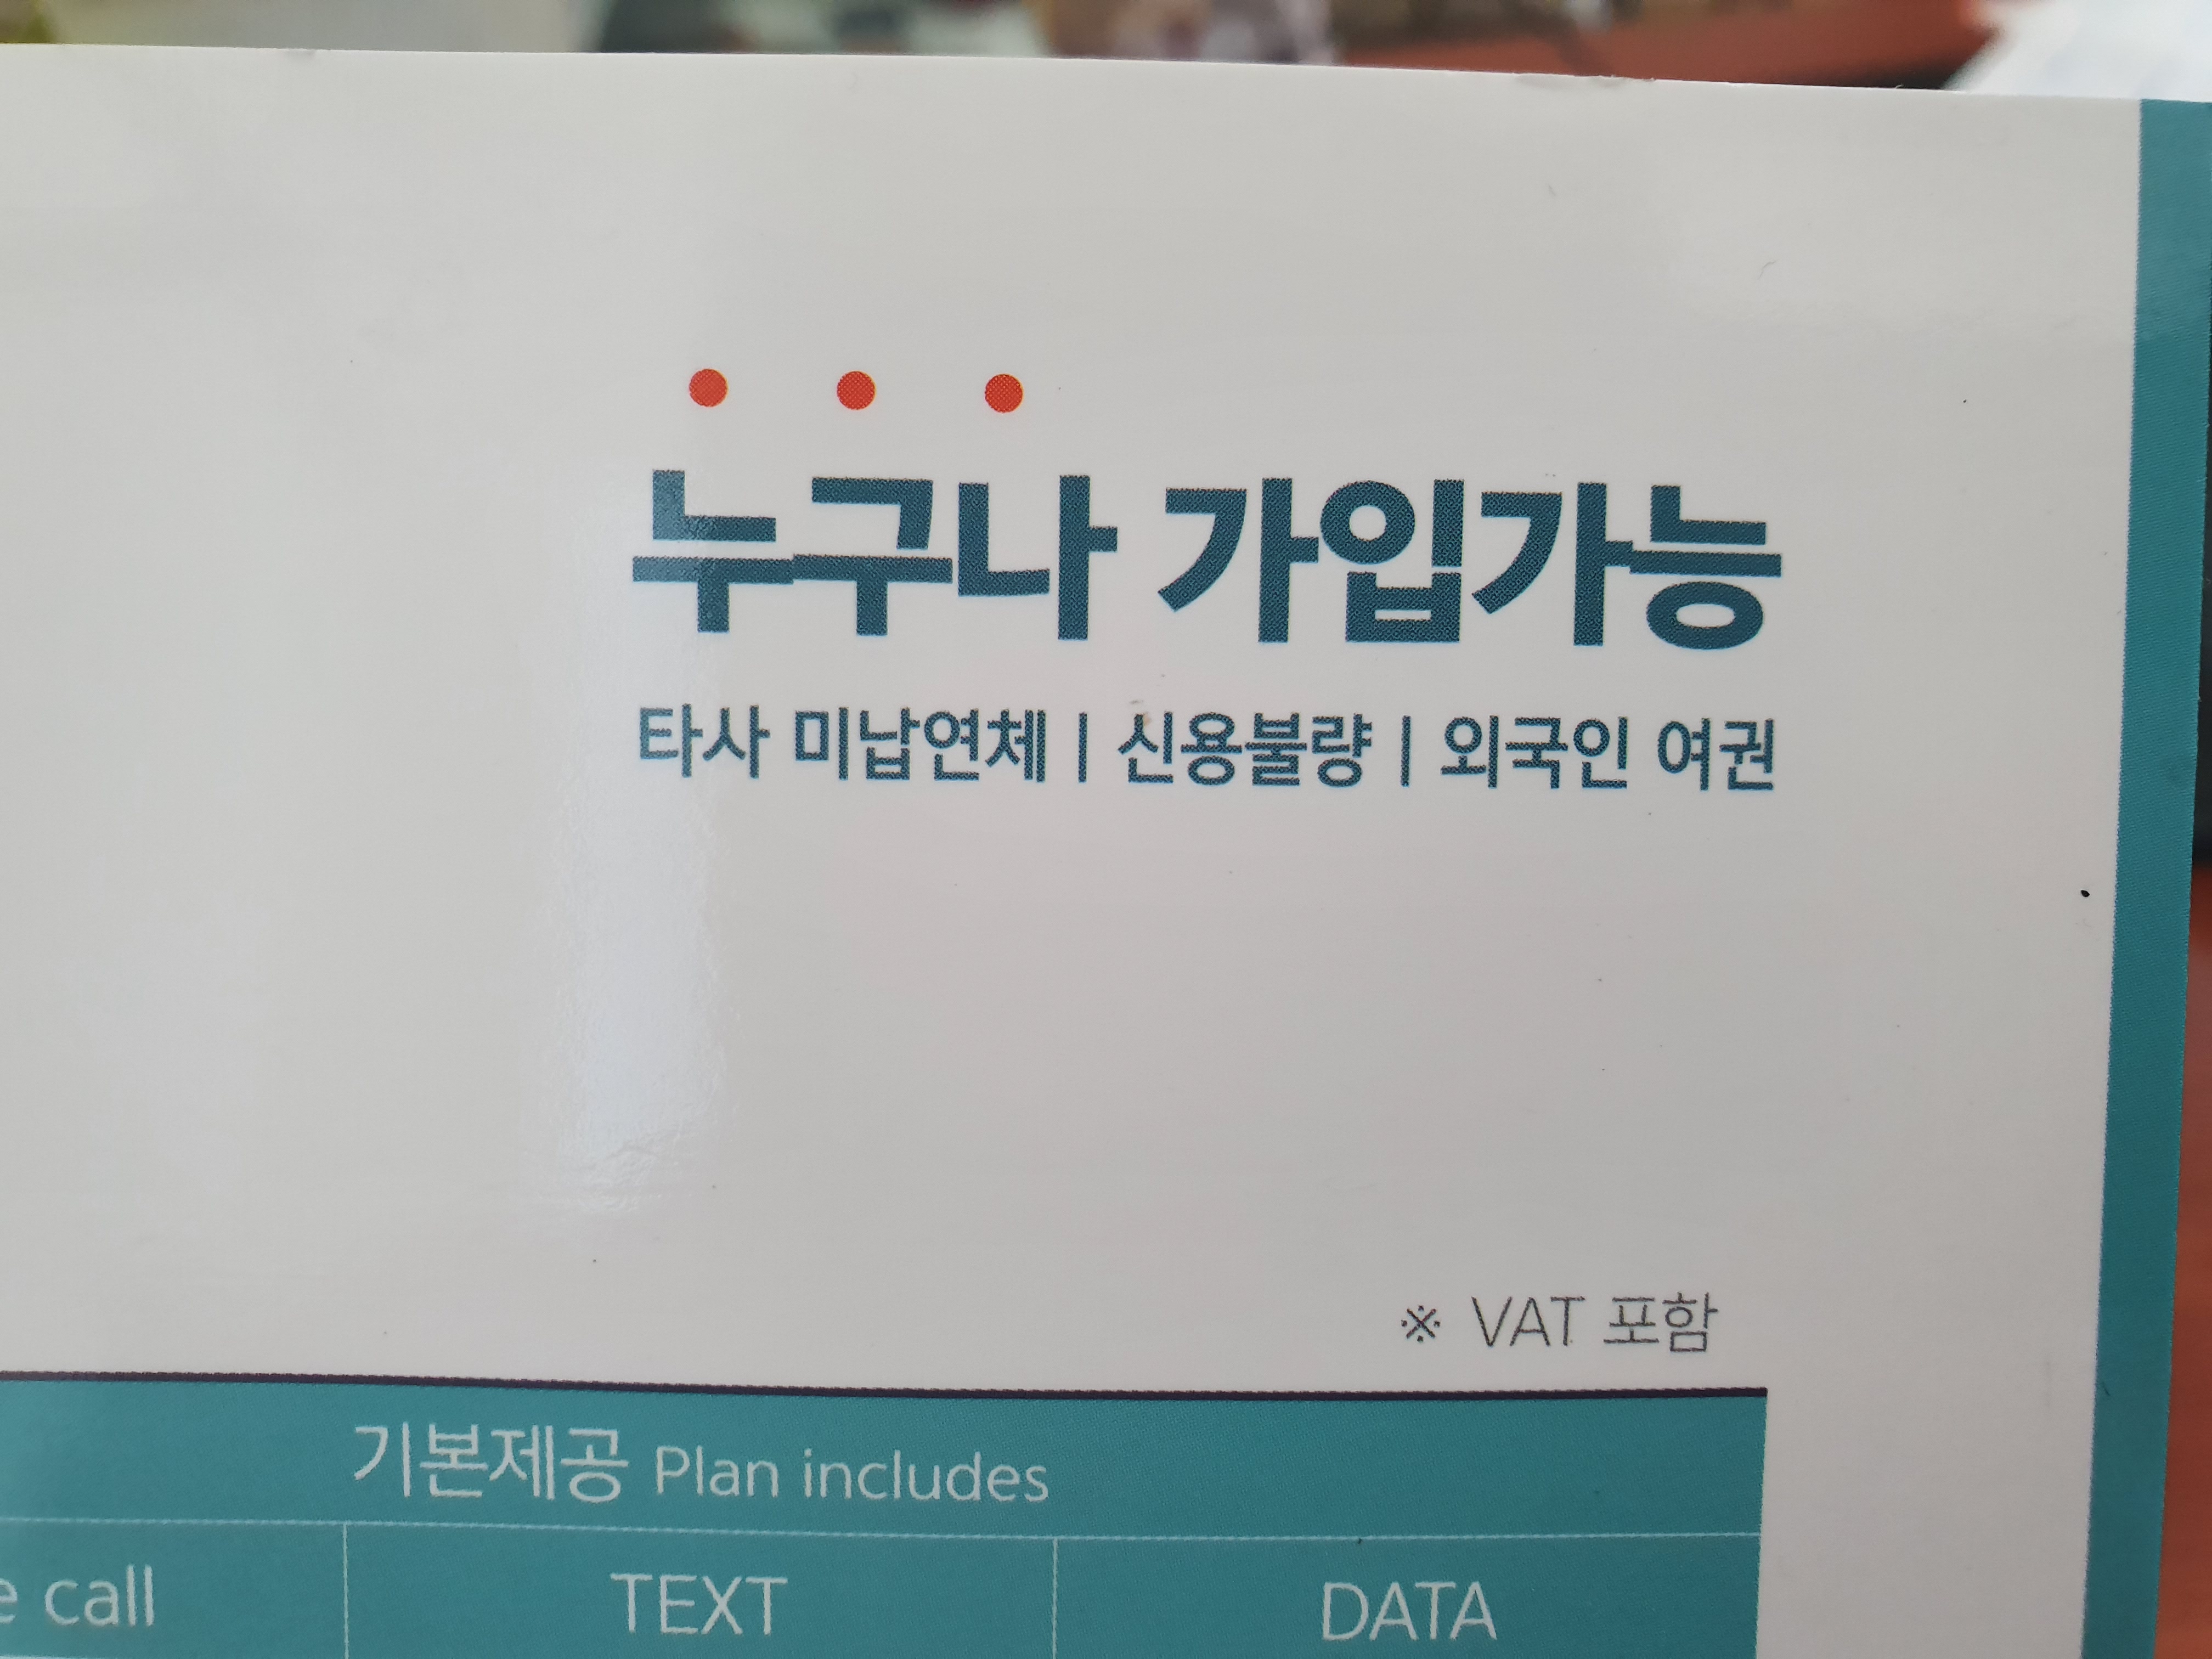 누구나 가입가능
타사 미납연체 | 신용불량 | 외국인 여권
※ VAT 포함
기본제공 Plan includes
call
TEXT
DATA